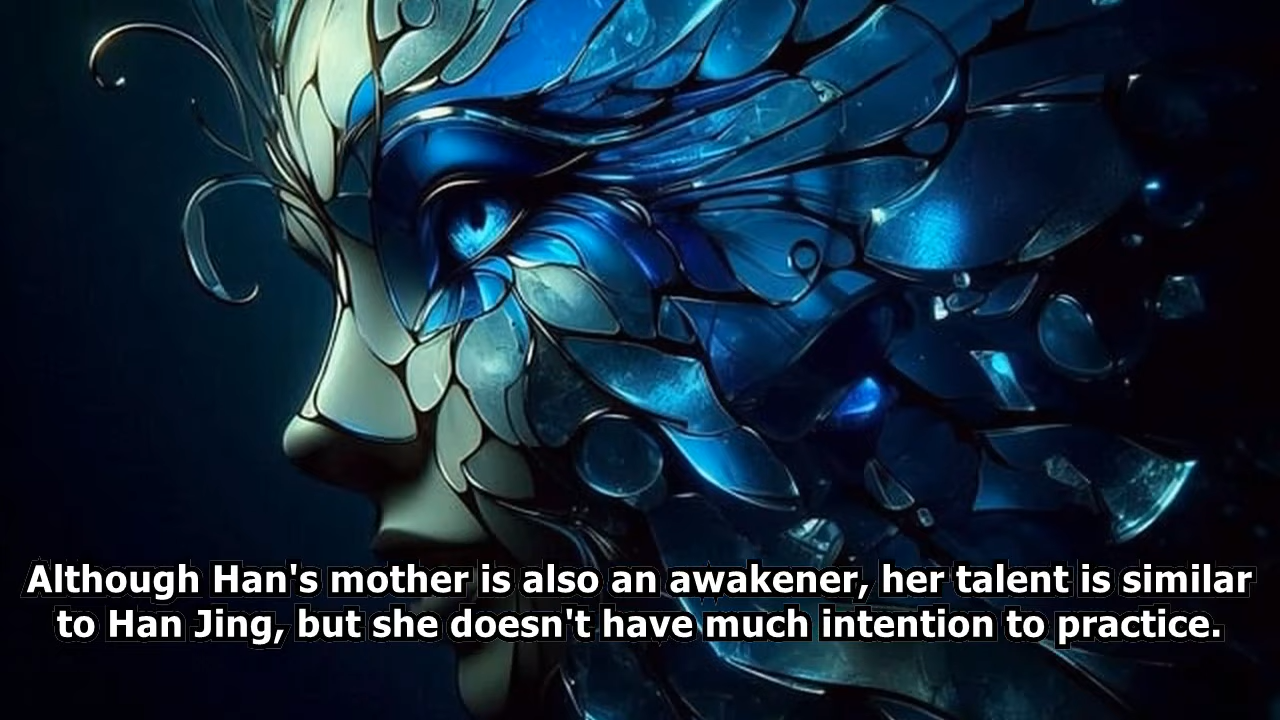 Although Han's mother is also an awakener, her talent is similar
to Han Jing, but she doesn't have much intention to practice.